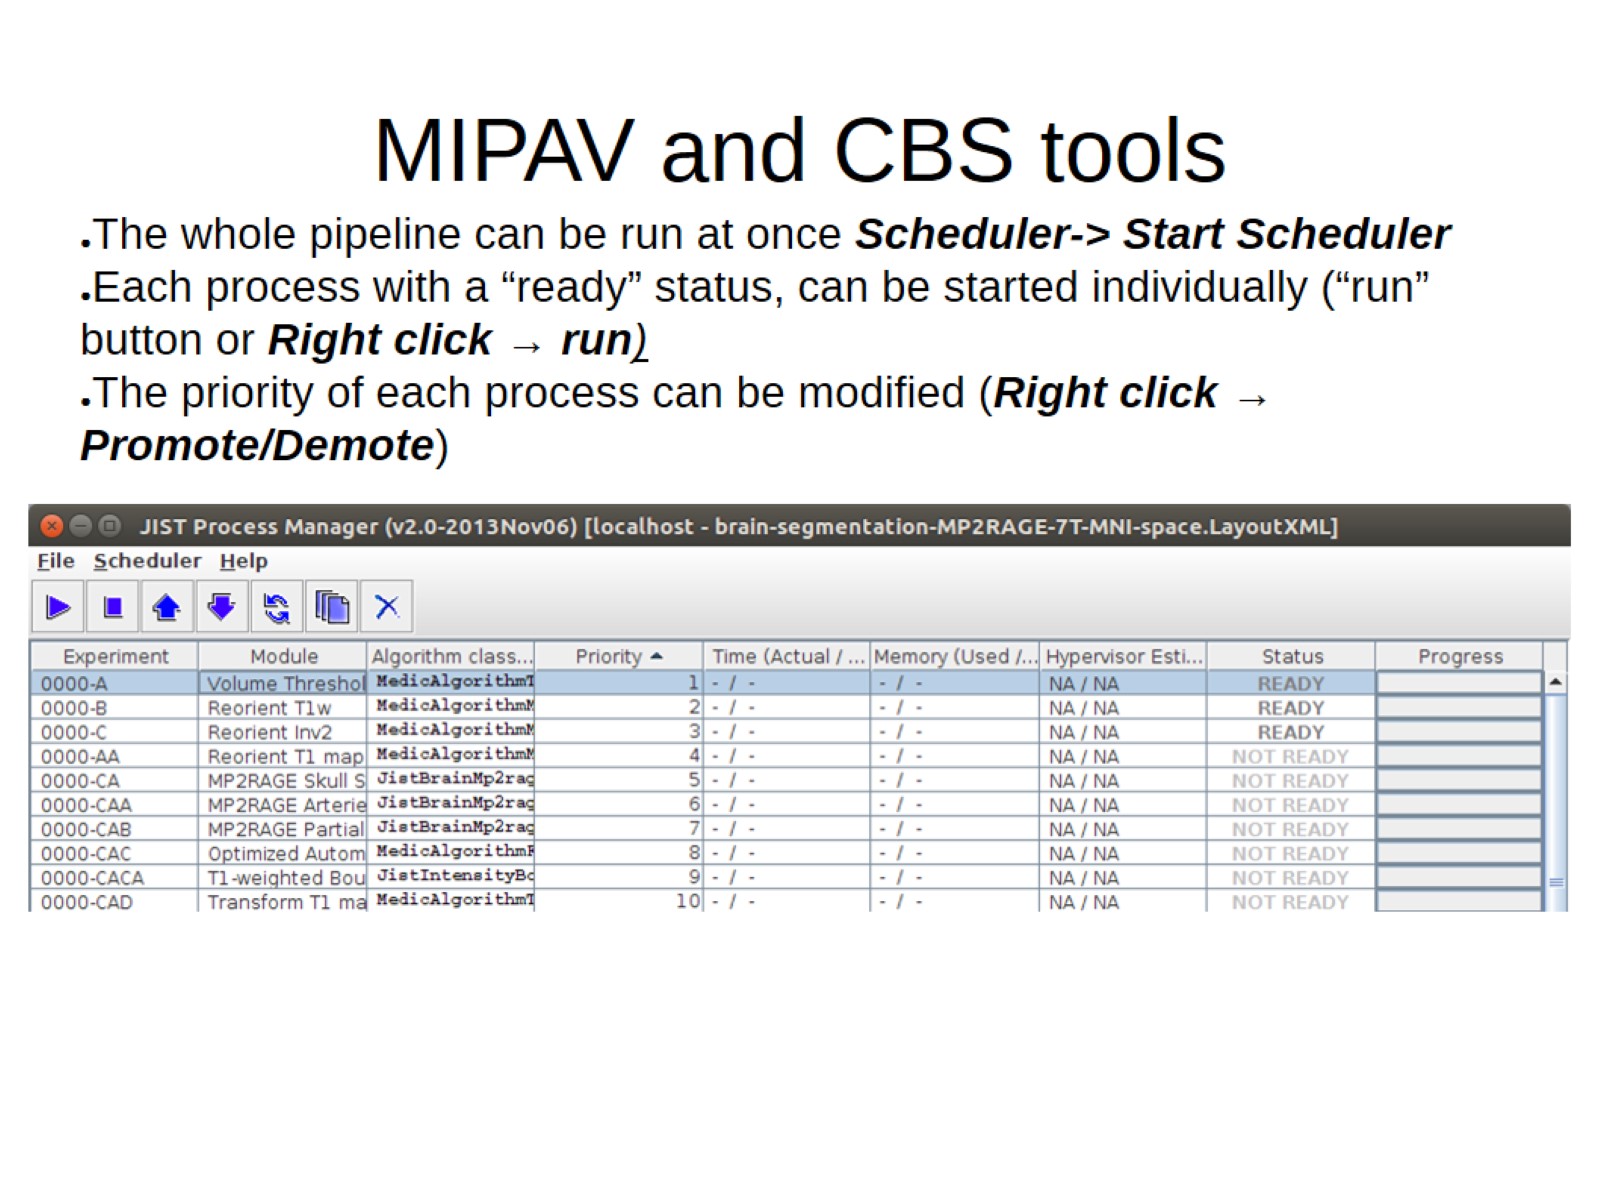 MIPAV and CBS tools
●The whole pipeline can be run at once Scheduler-> Start Scheduler
●Each process with a “ready” status, can be started individually (“run”
button or Right click → run)
●The priority of each process can be modified (Right click →
Promote/Demote)
JIST Process Manager (v2.0-2013Nov06) [localhost - brain-segmentation-MP2RAGE-7T-MNI-space.LayoutXML]
File Scheduler Help
Experiment Module Algorithm class... Priority Time (Actual / ... Memory (Used /... Hypervisor Esti... Status Progress
0000-A Volume Threshol MedicAlgorithmT 1 - / - - / - NA / NA READY
0000-B Reorient T1w MedicAlgorithmM 2 - / - - / - NA / NA READY
0000-C Reorient Inv2 MedicAlgorithmM 3 - / - - / - NA / NA READY
0000-AA Reorient T1 map MedicAlgorithmM 4 - / - - / - NA / NA NOT READY
0000-CA MP2RAGE Skull S JistBrainMp2rag 5 - / - - / - NA / NA NOT READY
0000-CAA MP2RAGE Arterie JistBrainMp2rag 6 - / - - / - NA / NA NOT READY
0000-CAB MP2RAGE Partial JistBrainMp2rag 7 - / - - / - NA / NA NOT READY
0000-CAC Optimized Autom MedicAlgorithmF 8 - / - - / - NA / NA NOT READY
0000-CACA T1-weighted Bou JistIntensityBo 9 - / - - / - NA / NA NOT READY
0000-CAD Transform T1 ma MedicAlgorithmT 10 - / - - / - NA / NA NOT READY